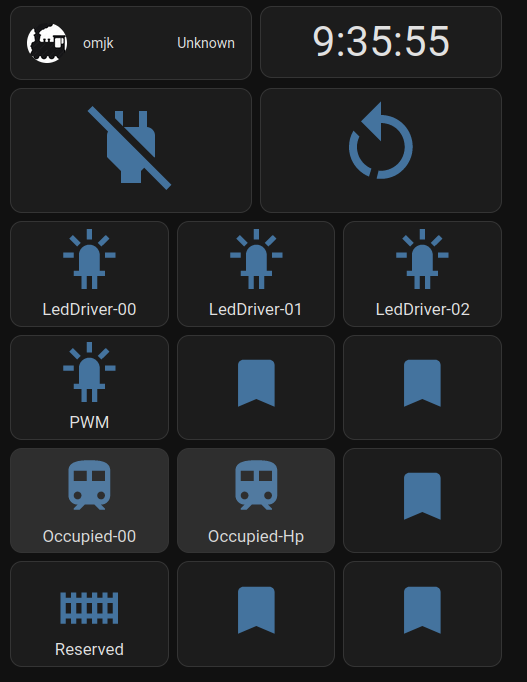 omjk Unknown 9:35:55
LedDriver-00 LedDriver-01 LedDriver-02
PWM
Occupied-00 Occupied-Hp
Reserved